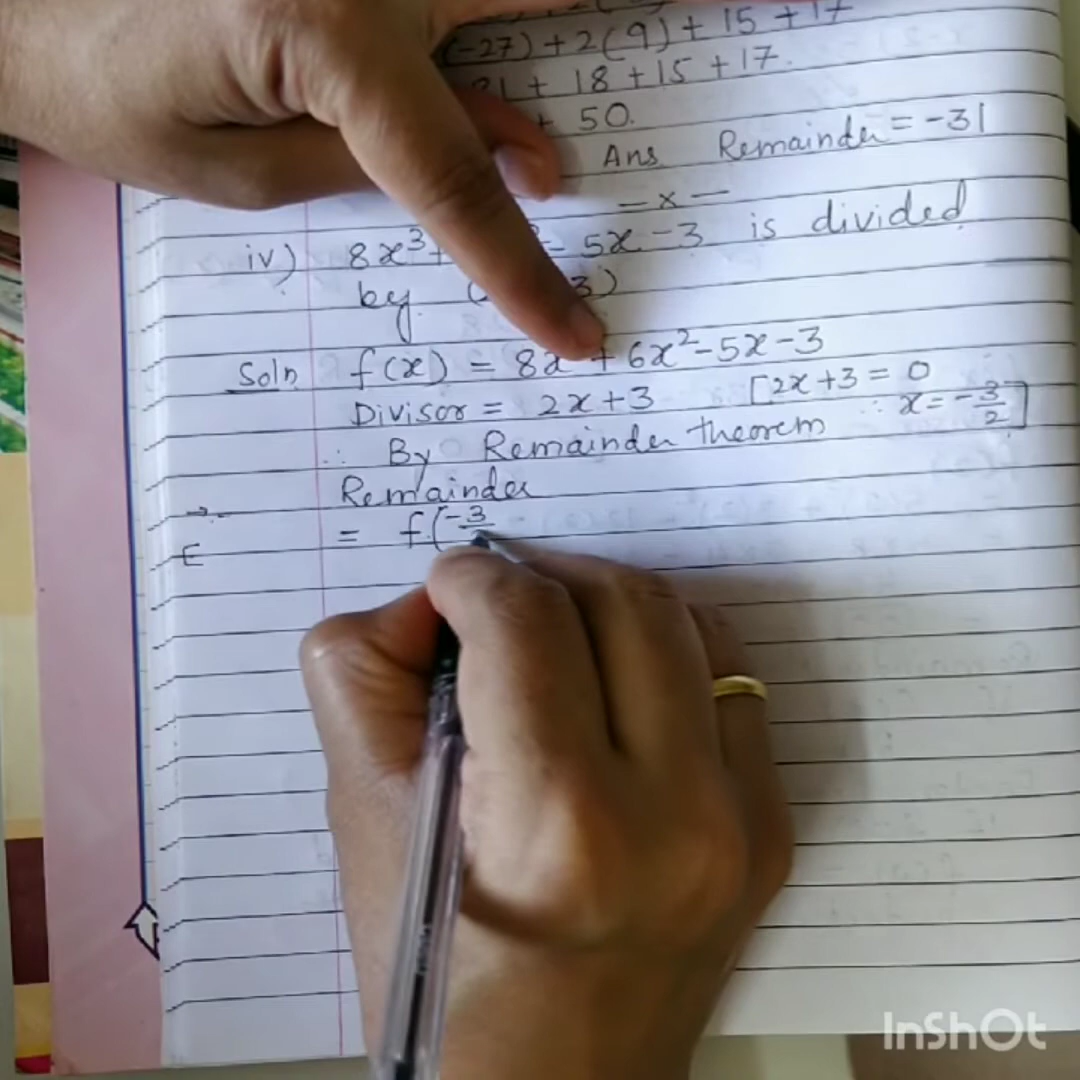 (-27) + 2(9) + 15 + 17
+ 18 + 15 + 17.
+ 50.
Ans Remainder = -31
— x —
iv) 8x³+ - 5x - 3 is divided
by ( 3)
Soln f(x) = 8x + 6x² - 5x - 3
Divisor = 2x + 3 [2x + 3 = 0
∴ x = -3/2]
∴ By Remainder theorem
Remainder
= f(-3
InShOt